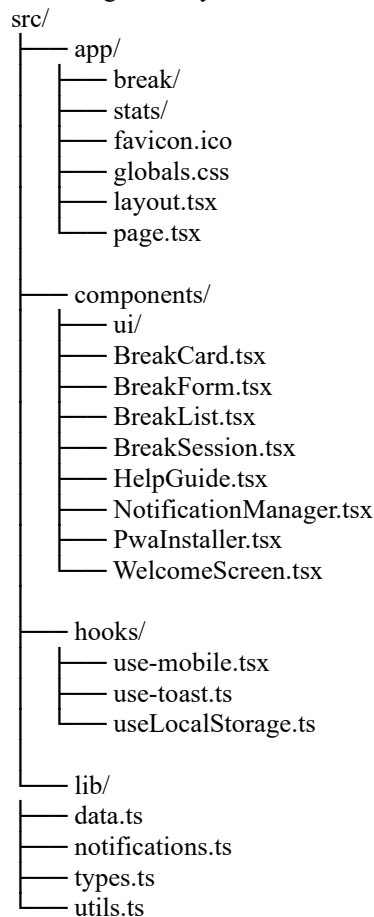 src/
app/
break/
stats/
favicon.ico
globals.css
layout.tsx
page.tsx
components/
ui/
BreakCard.tsx
BreakForm.tsx
BreakList.tsx
BreakSession.tsx
HelpGuide.tsx
NotificationManager.tsx
PwaInstaller.tsx
WelcomeScreen.tsx
hooks/
use-mobile.tsx
use-toast.ts
useLocalStorage.ts
lib/
data.ts
notifications.ts
types.ts
utils.ts